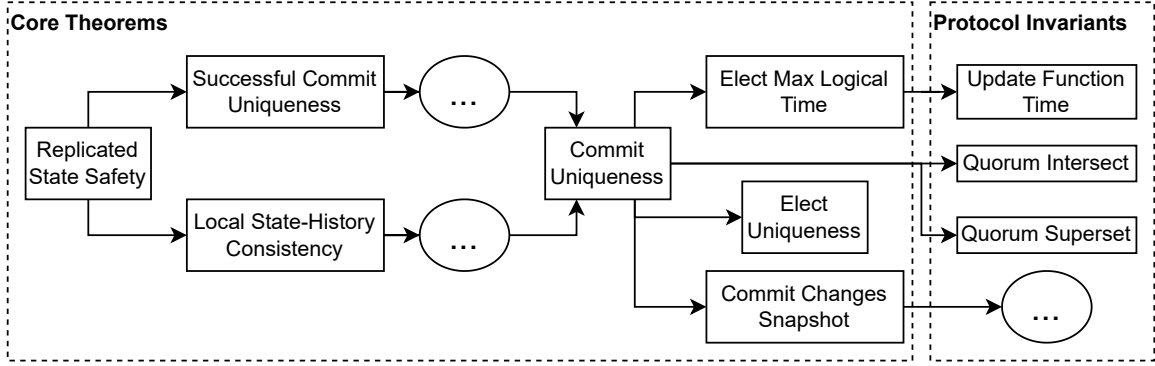 Core Theorems
Protocol Invariants
Successful Commit
Uniqueness
...
Elect Max Logical
Time
Update Function
Time
Replicated
State Safety
Commit
Uniqueness
Quorum Intersect
Local State-History
Consistency
...
Elect
Uniqueness
Quorum Superset
Commit Changes
Snapshot
...